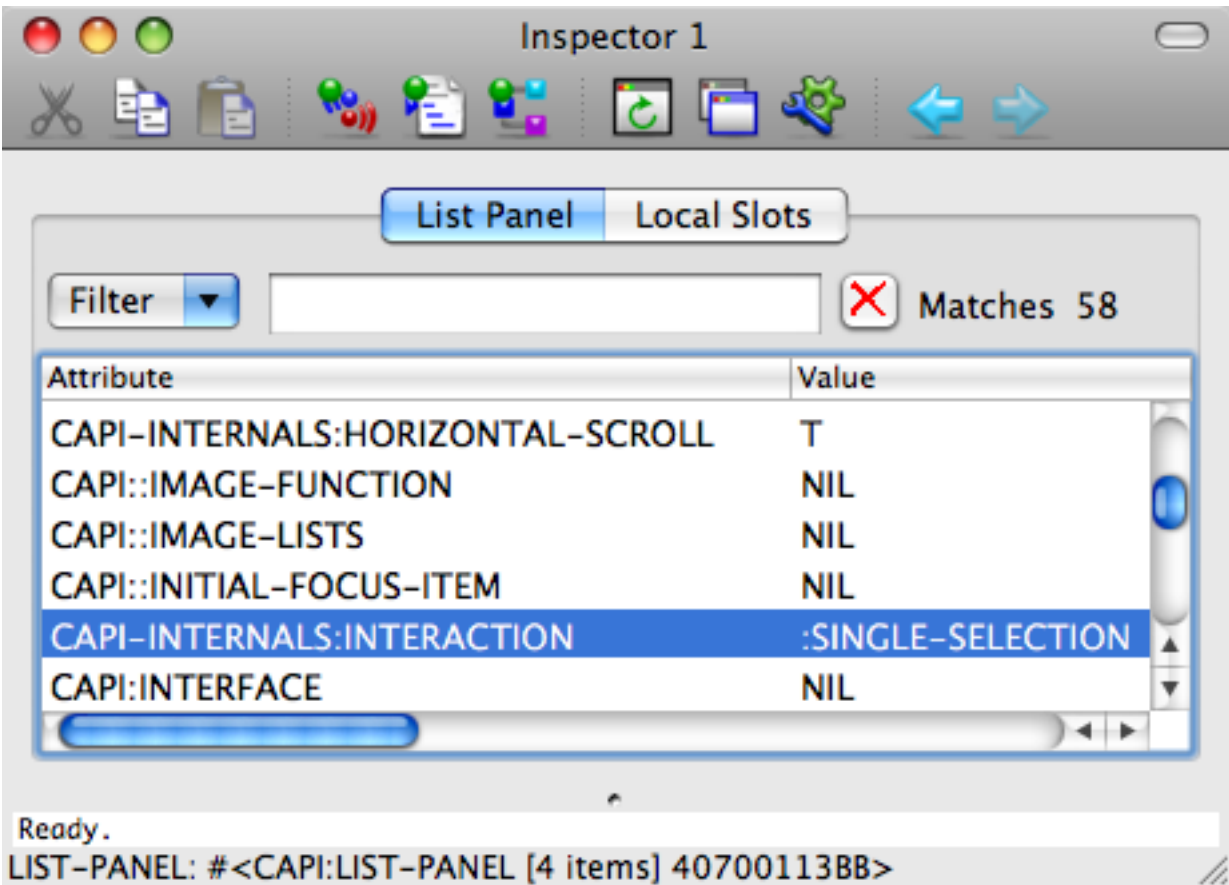 Inspector 1
List Panel Local Slots
Filter Matches 58
Attribute Value
CAPI-INTERNALS:HORIZONTAL-SCROLL T
CAPI::IMAGE-FUNCTION NIL
CAPI::IMAGE-LISTS NIL
CAPI::INITIAL-FOCUS-ITEM NIL
CAPI-INTERNALS:INTERACTION :SINGLE-SELECTION
CAPI:INTERFACE NIL
Ready.
LIST-PANEL: #<CAPI:LIST-PANEL [4 items] 40700113BB>